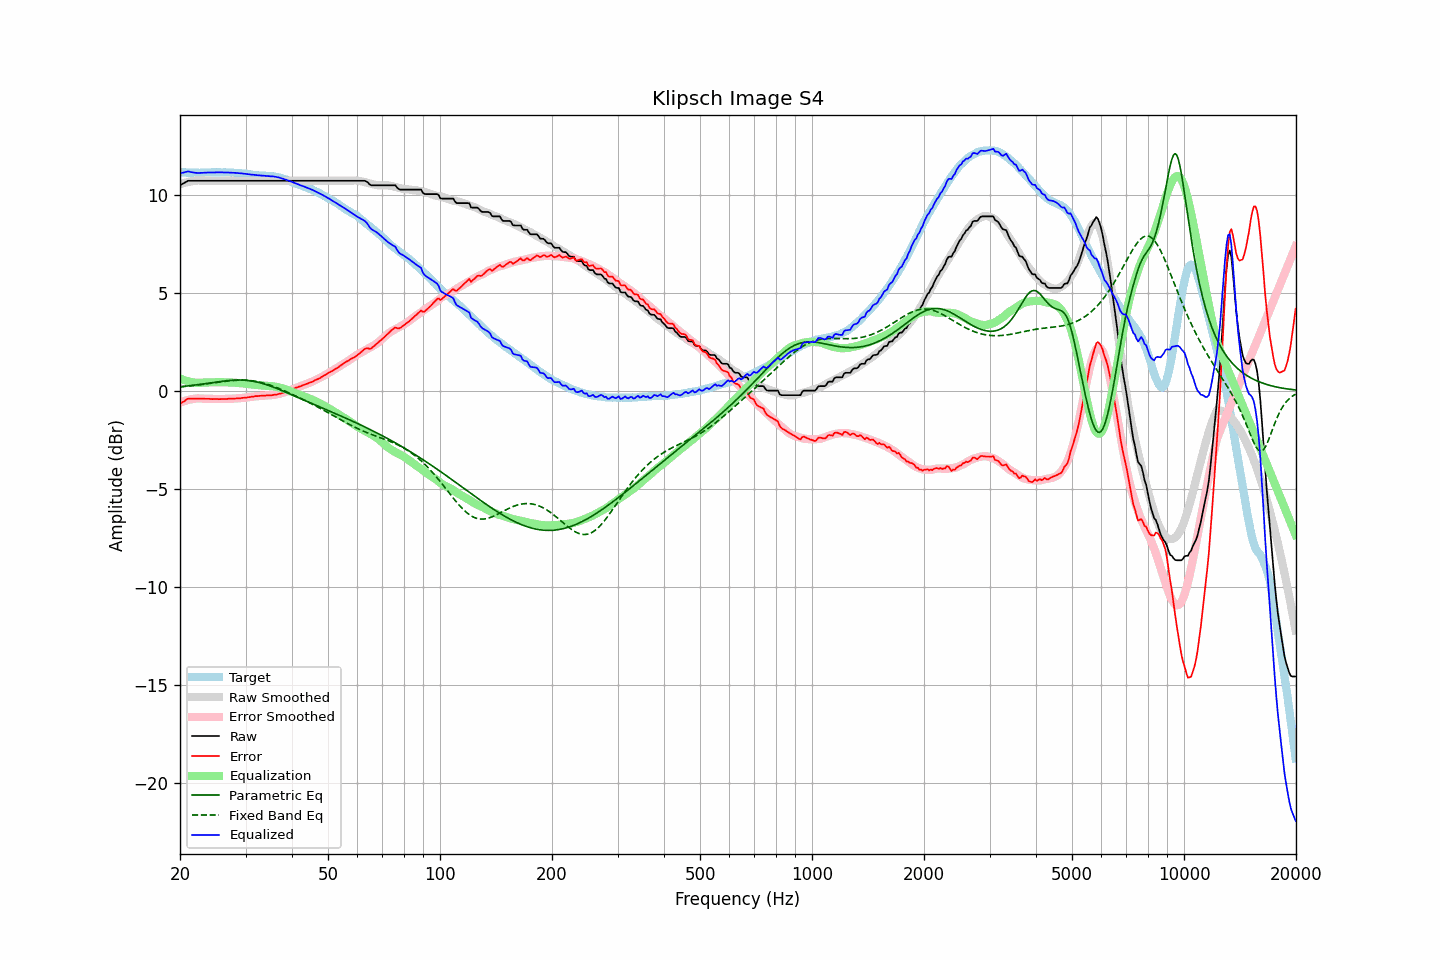 Klipsch Image S4
Amplitude (dBr)
10
5
0
−5
−10
−15
−20
Target
Raw Smoothed
Error Smoothed
Raw
Error
Equalization
Parametric Eq
Fixed Band Eq
Equalized
20 50 100 200 500 1000 2000 5000 10000 20000
Frequency (Hz)